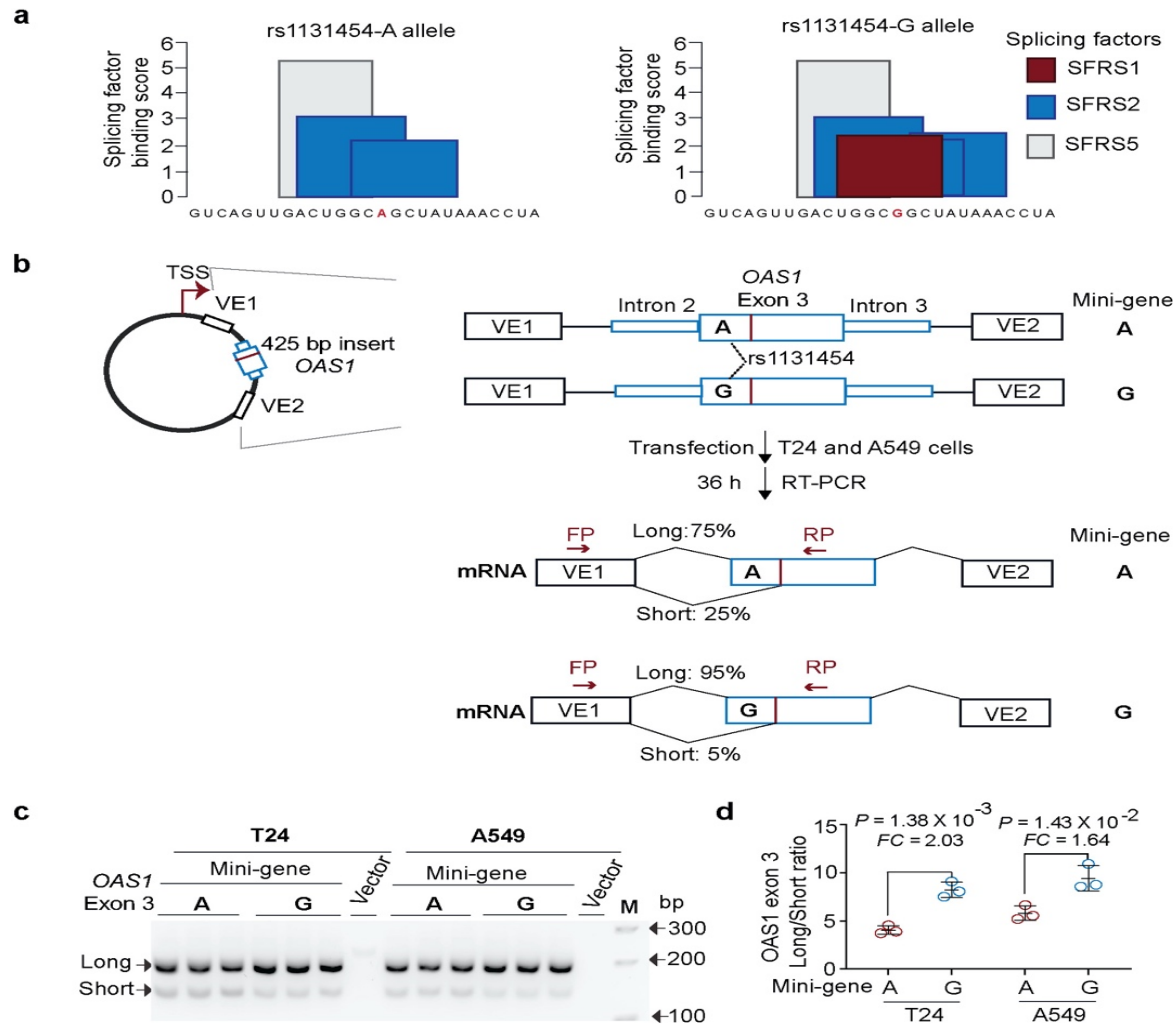 a
rs1131454-A allele
Splicing factor
binding score
6
5
4
3
2
1
0
GUCAGUUGACUGGCAGCUAUAAACCUA
rs1131454-G allele
Splicing factor
binding score
6
5
4
3
2
1
0
GUCAGUUGACUGGCGGCUAUAAACCUA
Splicing factors
SFRS1
SFRS2
SFRS5
b
TSS
VE1
425 bp insert
OAS1
VE2
OAS1
Intron 2 Exon 3 Intron 3 Mini-gene
VE1 A VE2 A
rs1131454
VE1 G VE2 G
Transfection T24 and A549 cells
36 h RT-PCR
Mini-gene
FP Long:75% RP
mRNA VE1 A VE2 A
Short: 25%
FP Long: 95% RP
mRNA VE1 G VE2 G
Short: 5%
c
T24 A549
Mini-gene Vector Mini-gene Vector
OAS1
Exon 3 A G A G M bp
300
Long 200
Short
100
d
P = 1.38 X 10-3 P = 1.43 X 10-2
FC = 2.03 FC = 1.64
OAS1 exon 3
Long/Short ratio
15
10
5
0
Mini-gene A G A G
T24 A549